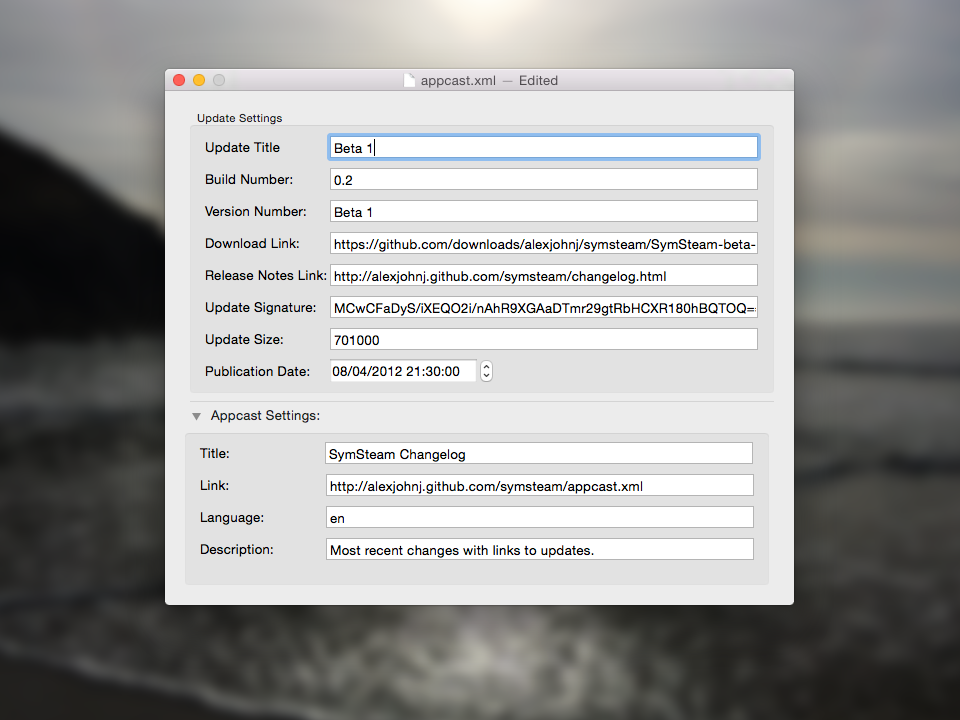 appcast.xml — Edited
Update Settings
Update Title Beta 1
Build Number: 0.2
Version Number: Beta 1
Download Link: https://github.com/downloads/alexjohnj/symsteam/SymSteam-beta-
Release Notes Link: http://alexjohnj.github.com/symsteam/changelog.html
Update Signature: MCwCFaDyS/iXEQO2i/nAhR9XGAaDTmr29gtRbHCXR180hBQTOQ=
Update Size: 701000
Publication Date: 08/04/2012 21:30:00
Appcast Settings:
Title: SymSteam Changelog
Link: http://alexjohnj.github.com/symsteam/appcast.xml
Language: en
Description: Most recent changes with links to updates.